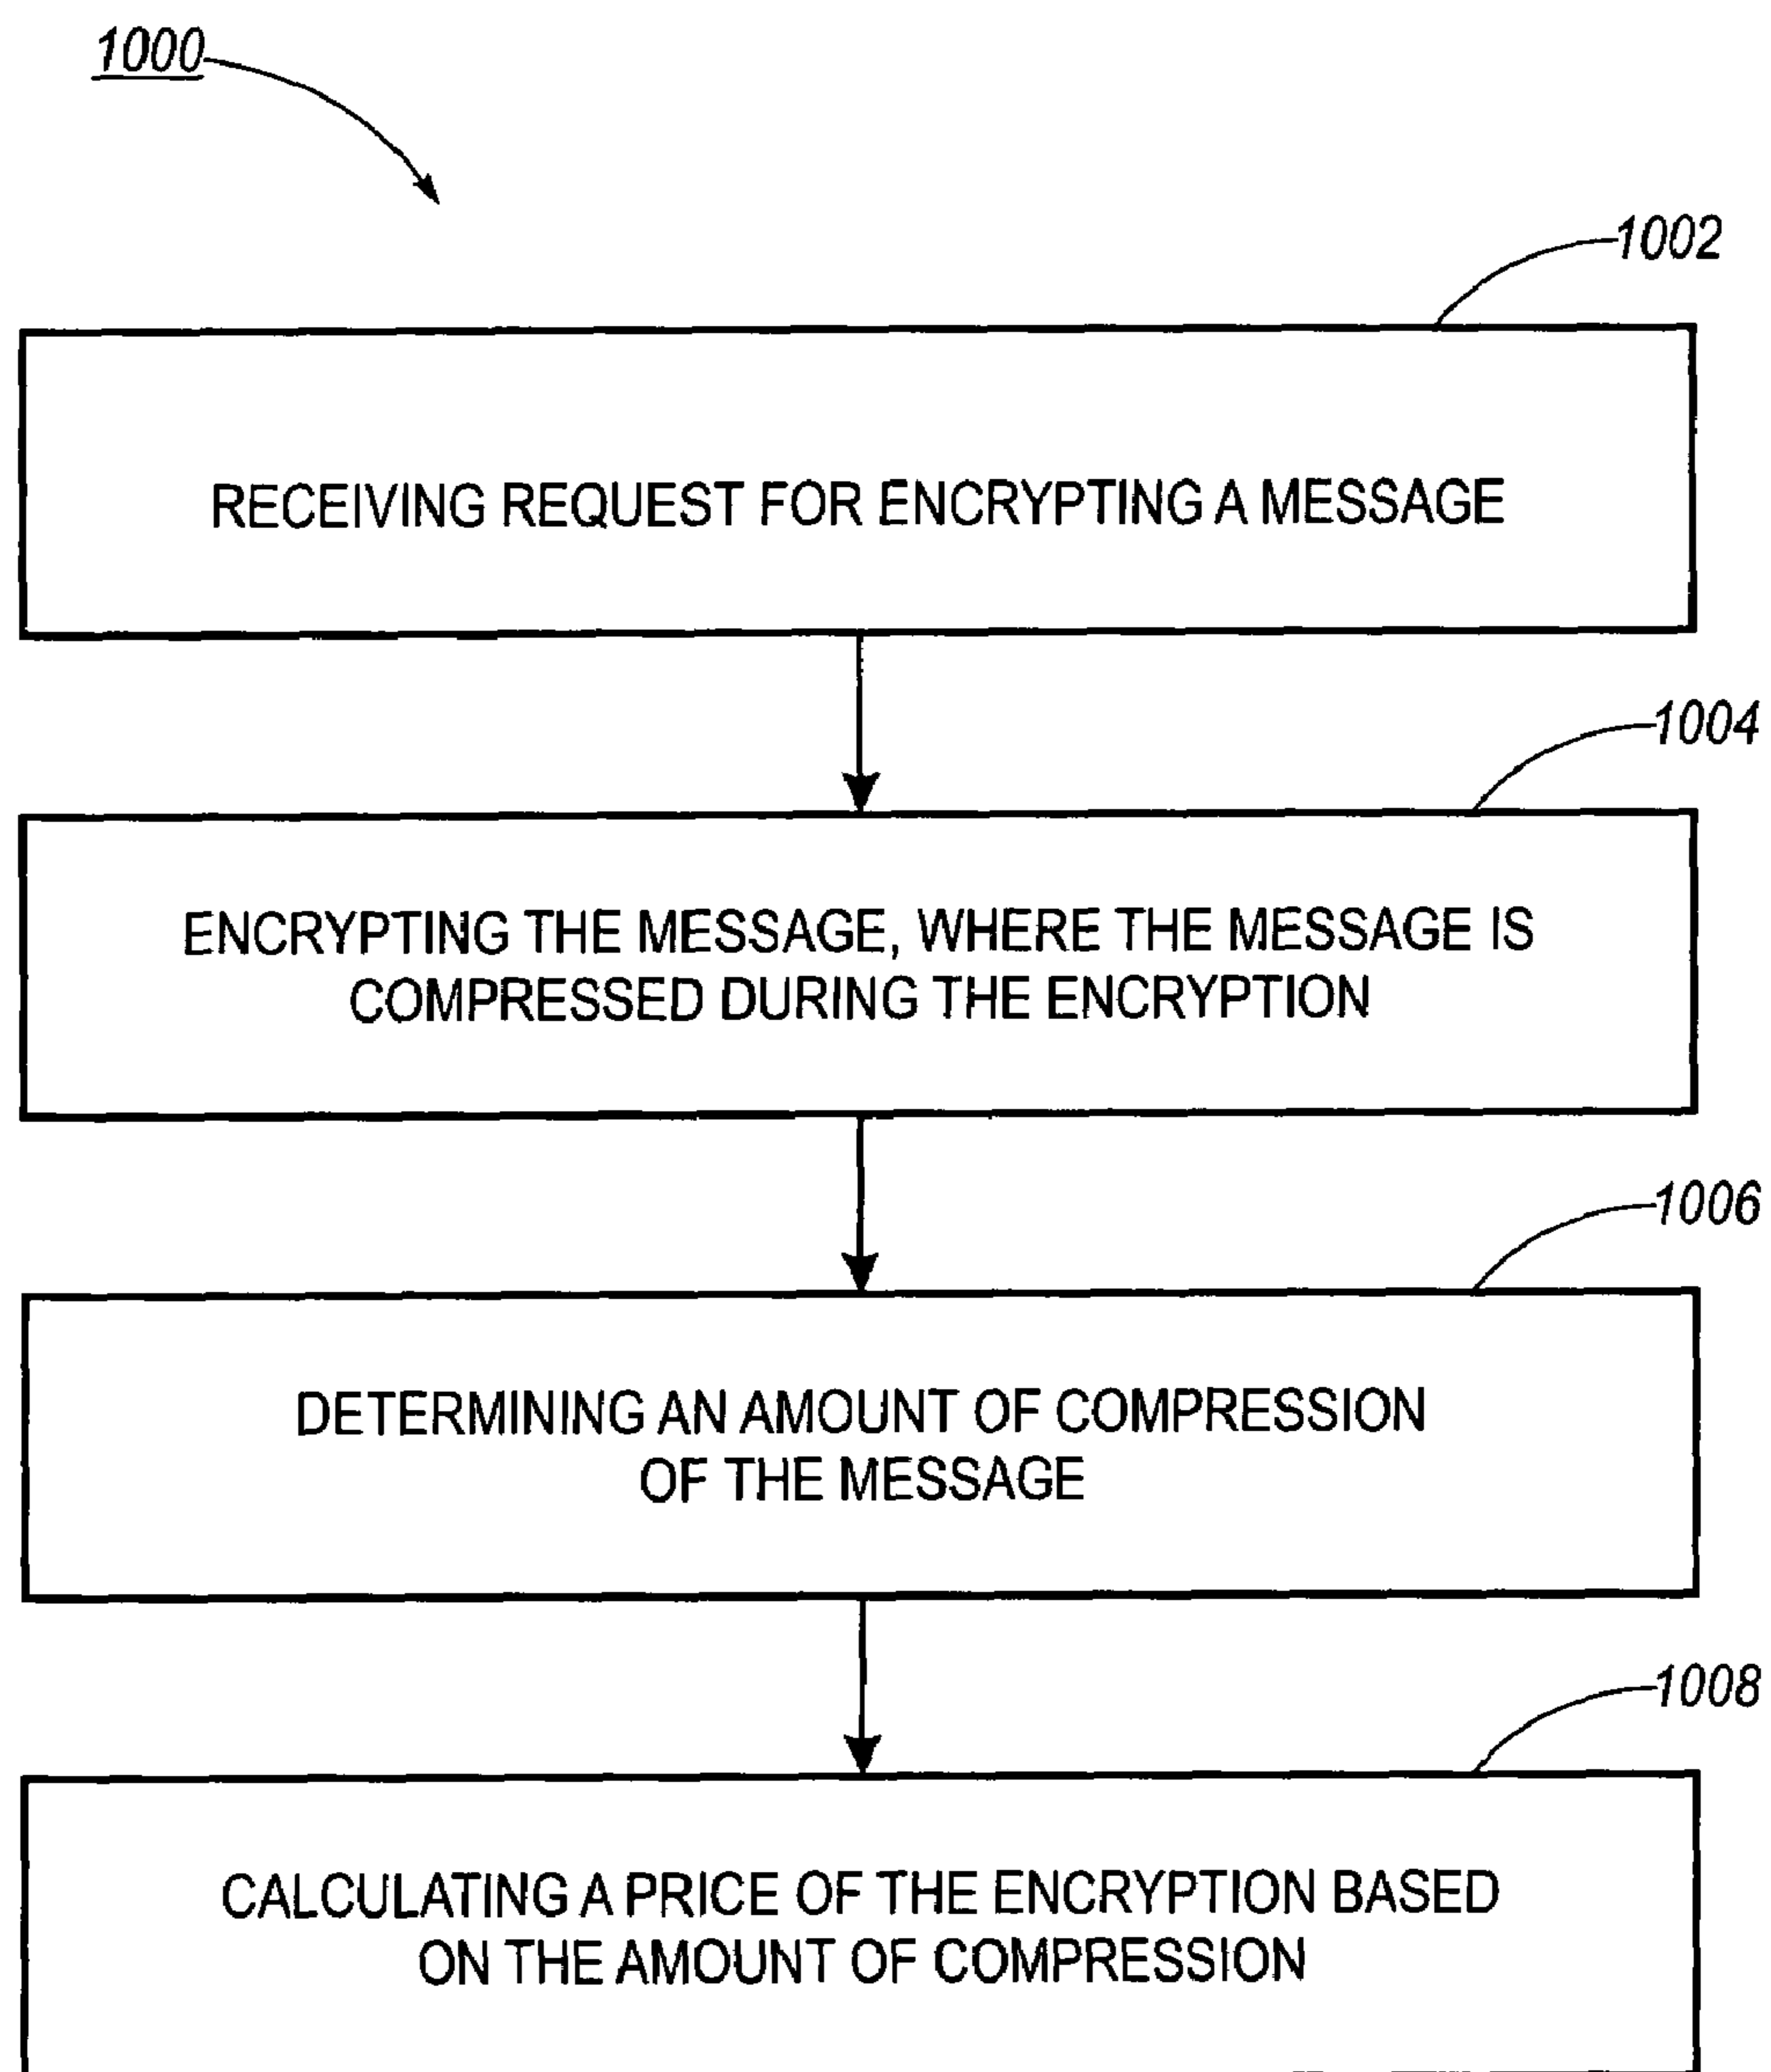 1000
1002
RECEIVING REQUEST FOR ENCRYPTING A MESSAGE
1004
ENCRYPTING THE MESSAGE, WHERE THE MESSAGE IS
COMPRESSED DURING THE ENCRYPTION
1006
DETERMINING AN AMOUNT OF COMPRESSION
OF THE MESSAGE
1008
CALCULATING A PRICE OF THE ENCRYPTION BASED
ON THE AMOUNT OF COMPRESSION